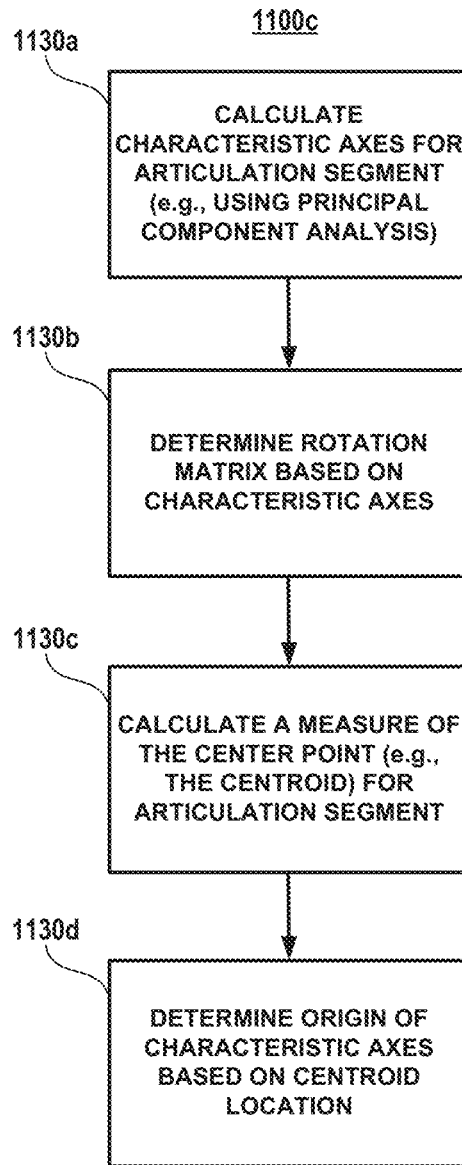 1100c
1130a
CALCULATE
CHARACTERISTIC AXES FOR
ARTICULATION SEGMENT
(e.g., USING PRINCIPAL
COMPONENT ANALYSIS)
1130b
DETERMINE ROTATION
MATRIX BASED ON
CHARACTERISTIC AXES
1130c
CALCULATE A MEASURE OF
THE CENTER POINT (e.g.,
THE CENTROID) FOR
ARTICULATION SEGMENT
1130d
DETERMINE ORIGIN OF
CHARACTERISTIC AXES
BASED ON CENTROID
LOCATION